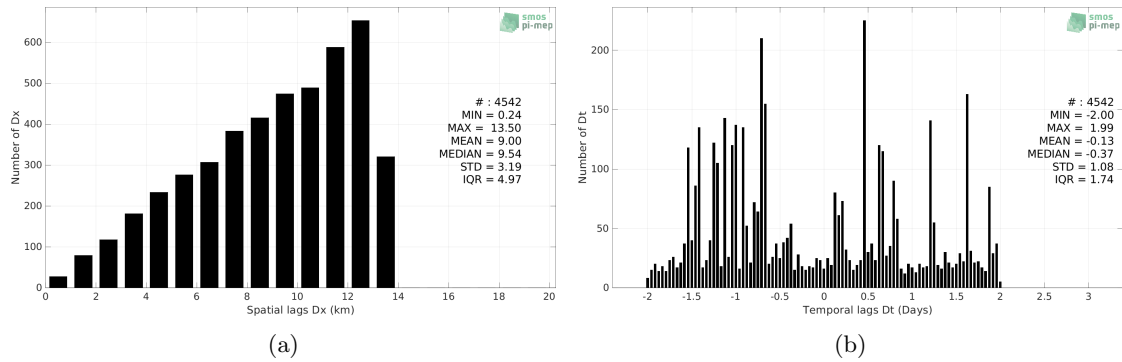 smos
pi-mep
600
500
400
300
200
100
0
Number of Dx
# : 4542
MIN = 0.24
MAX = 13.50
MEAN = 9.00
MEDIAN = 9.54
STD = 3.19
IQR = 4.97
0 2 4 6 8 10 12 14 16 18 20
Spatial lags Dx (km)
(a)
smos
pi-mep
200
150
100
50
0
Number of Dt
# : 4542
MIN = -2.00
MAX = 1.99
MEAN = -0.13
MEDIAN = -0.37
STD = 1.08
IQR = 1.74
-2 -1.5 -1 -0.5 0 0.5 1 1.5 2 2.5 3
Temporal lags Dt (Days)
(b)